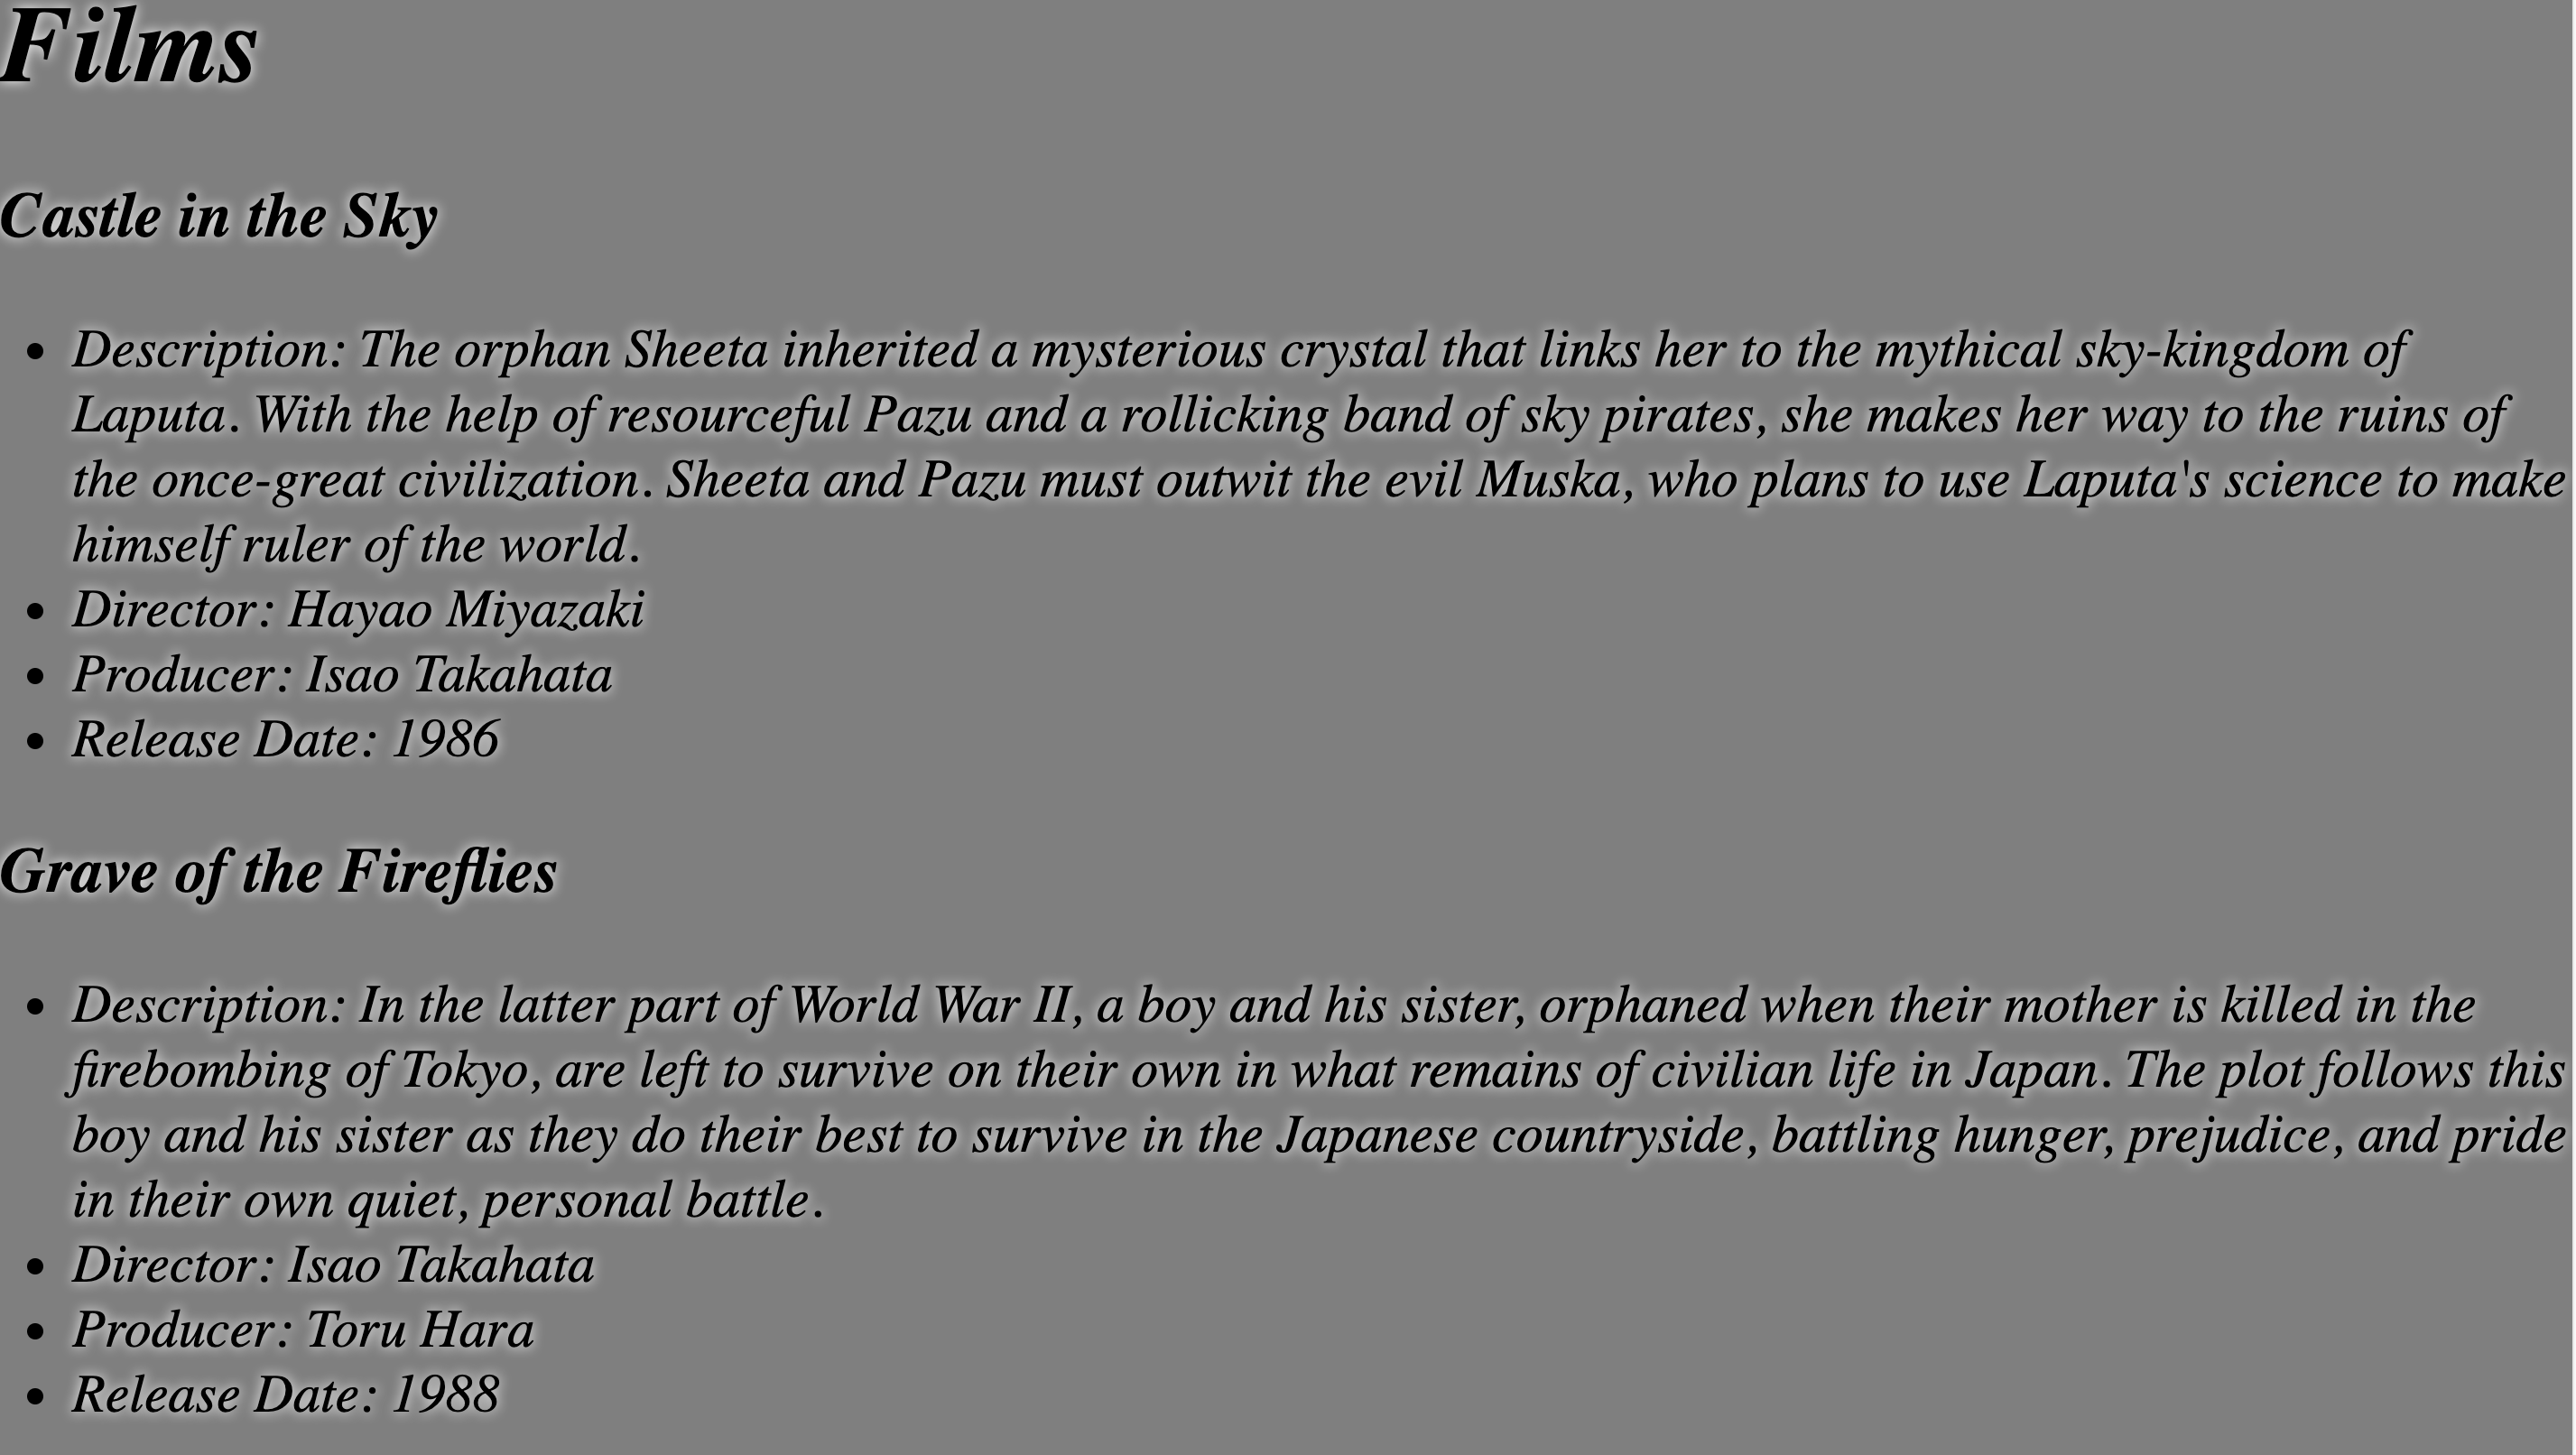 Films
Castle in the Sky
• Description: The orphan Sheeta inherited a mysterious crystal that links her to the mythical sky-kingdom of
Laputa. With the help of resourceful Pazu and a rollicking band of sky pirates, she makes her way to the ruins of
the once-great civilization. Sheeta and Pazu must outwit the evil Muska, who plans to use Laputa's science to make
himself ruler of the world.
• Director: Hayao Miyazaki
• Producer: Isao Takahata
• Release Date: 1986
Grave of the Fireflies
• Description: In the latter part of World War II, a boy and his sister, orphaned when their mother is killed in the
firebombing of Tokyo, are left to survive on their own in what remains of civilian life in Japan. The plot follows this
boy and his sister as they do their best to survive in the Japanese countryside, battling hunger, prejudice, and pride
in their own quiet, personal battle.
• Director: Isao Takahata
• Producer: Toru Hara
• Release Date: 1988